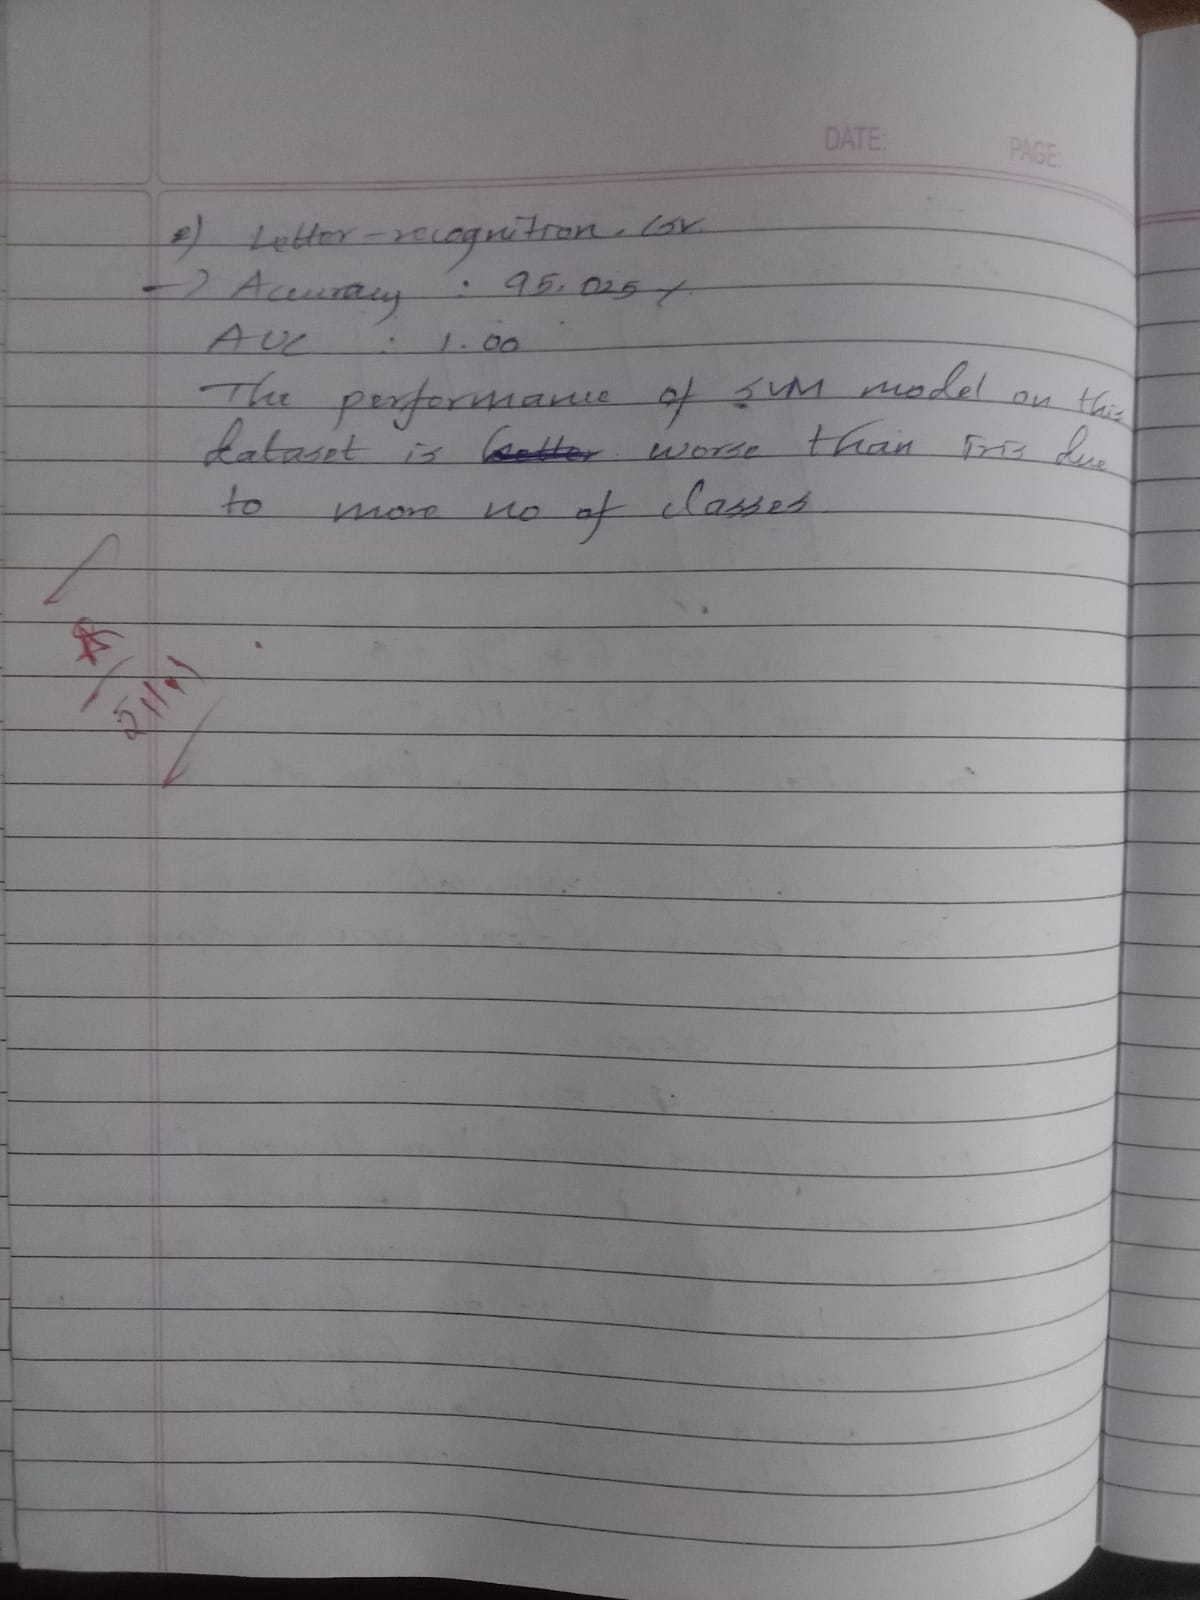 DATE:
PAGE:
*) Letter-recognition.csv.
-> Accuracy : 95.025 %
AUC : 1.00
The performance of SVM model on this
dataset is better worse than Iris due
to more no of classes